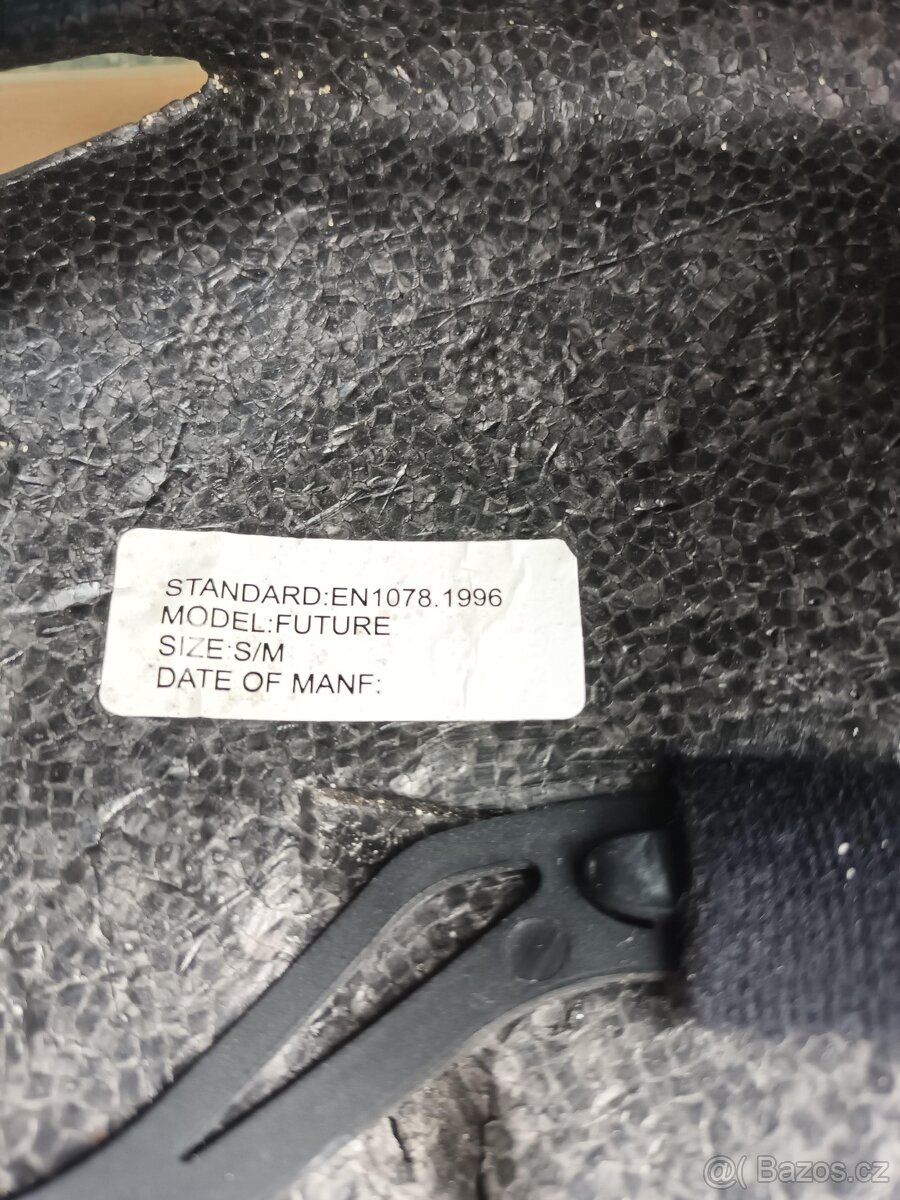 STANDARD:EN1078.1996
MODEL:FUTURE
SIZE:S/M
DATE OF MANF:
@( Bazos.cz